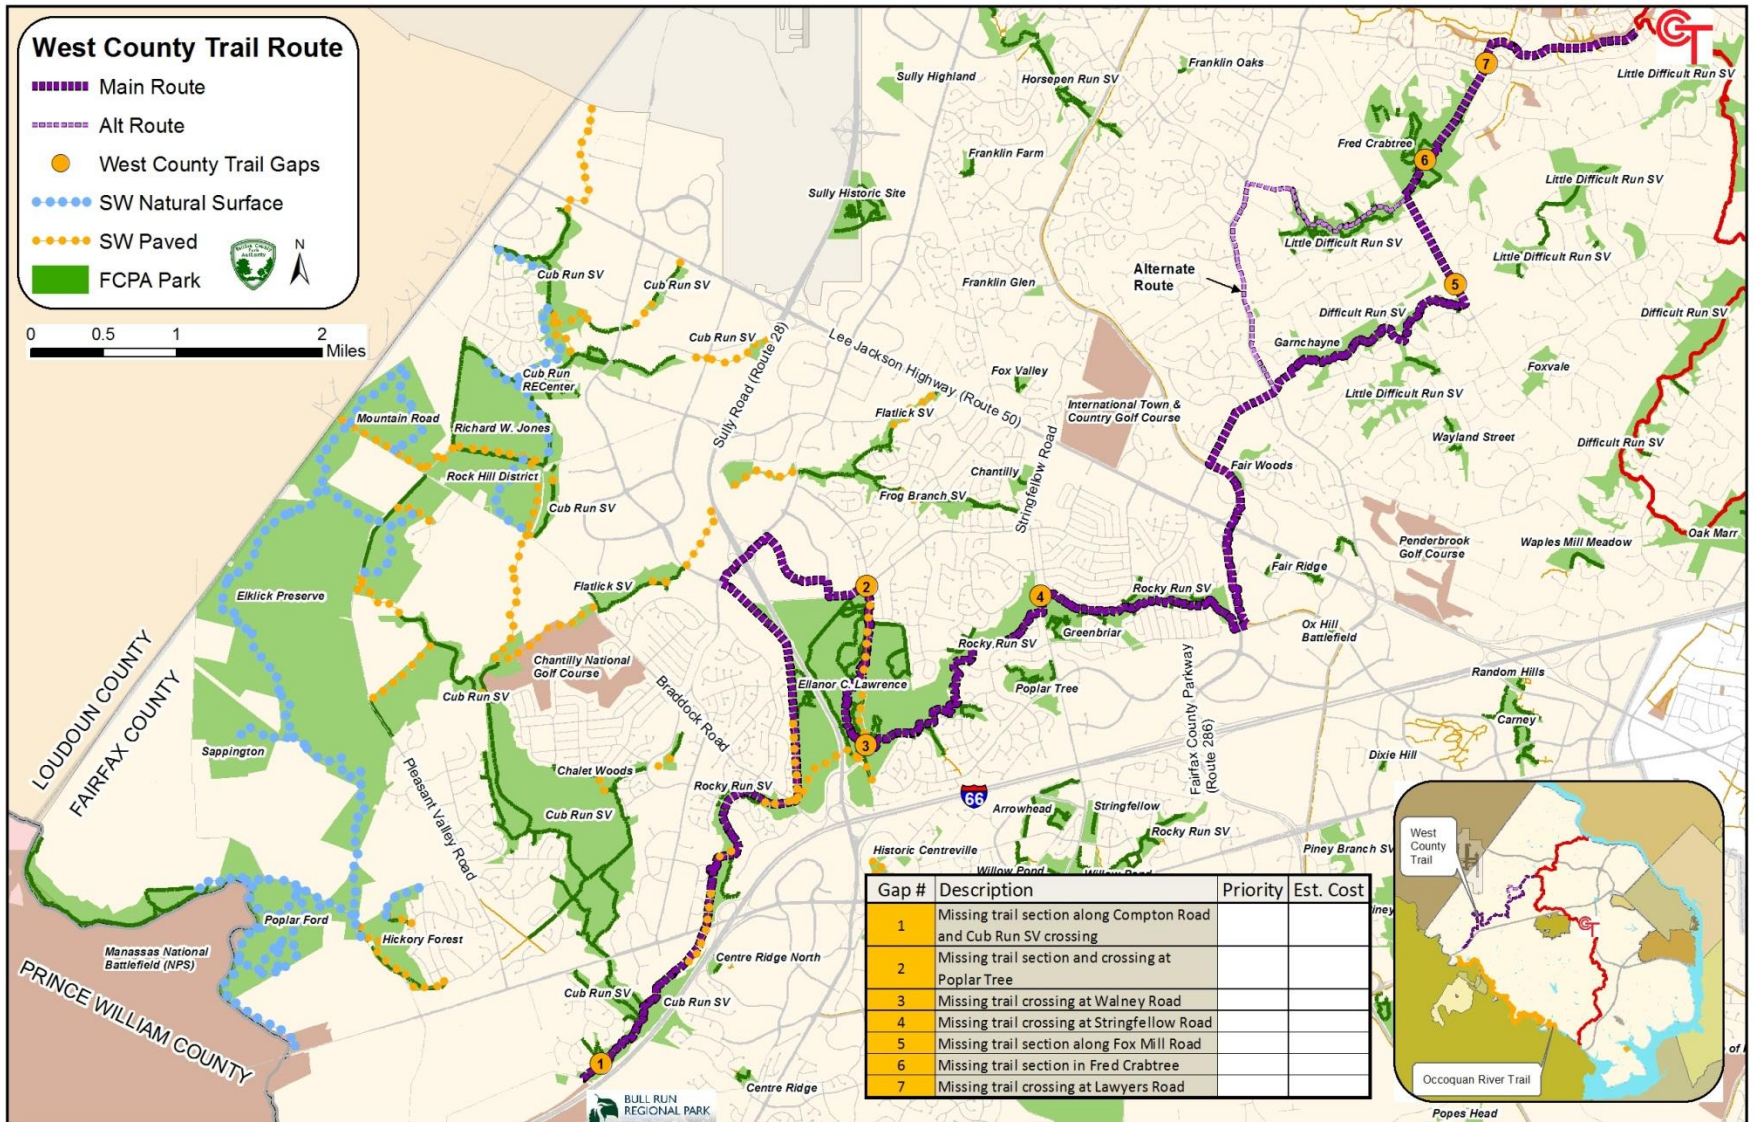 West County Trail Route
Main Route
Alt Route
West County Trail Gaps
SW Natural Surface
SW Paved
FCPA Park
N
0 0.5 1 2
Miles
Sully Highland
Horsepen Run SV
Franklin Oaks
Little Difficult Run SV
7
CCT
Fred Crabtree
6
Franklin Farm
Sully Historic Site
Little Difficult Run SV
Little Difficult Run SV
Little Difficult Run SV
Cub Run SV
Cub Run SV
Franklin Glen
Alternate
Route
5
Difficult Run SV
Difficult Run SV
Garnchayne
Cub Run SV
Sully Road (Route 28)
Lee Jackson Highway (Route 50)
Fox Valley
Foxvale
Cub Run
RECenter
Little Difficult Run SV
International Town &
Country Golf Course
Flatlick SV
Mountain Road
Richard W. Jones
Stringfellow Road
Wayland Street
Difficult Run SV
Rock Hill District
Chantilly
Fair Woods
Frog Branch SV
Cub Run SV
Penderbrook
Golf Course
Waples Mill Meadow
Oak Marr
Fair Ridge
Flatlick SV
Elklick Preserve
2
4
Rocky Run SV
Greenbriar
Ox Hill
Battlefield
Rocky Run SV
Chantilly National
Golf Course
Ellanor C. Lawrence
Poplar Tree
Random Hills
Cub Run SV
Braddock Road
Carney
LOUDOUN COUNTY
FAIRFAX COUNTY
Sappington
3
Fairfax County Parkway
(Route 286)
Dixie Hill
Pleasant Valley Road
Chalet Woods
Rocky Run SV
66
Arrowhead
Stringfellow
Rocky Run SV
Cub Run SV
Historic Centreville
Piney Branch SV
Willow Pond
Willow Pond
Poplar Ford
Hickory Forest
Manassas National
Battlefield (NPS)
PRINCE WILLIAM COUNTY
Centre Ridge North
Cub Run SV
Cub Run SV
1
Centre Ridge
BULL RUN
REGIONAL PARK
Gap # Description Priority Est. Cost
1 Missing trail section along Compton Road
and Cub Run SV crossing
2 Missing trail section and crossing at
Poplar Tree
3 Missing trail crossing at Walney Road
4 Missing trail crossing at Stringfellow Road
5 Missing trail section along Fox Mill Road
6 Missing trail section in Fred Crabtree
7 Missing trail crossing at Lawyers Road
West
County
Trail
CCT
Occoquan River Trail
Popes Head